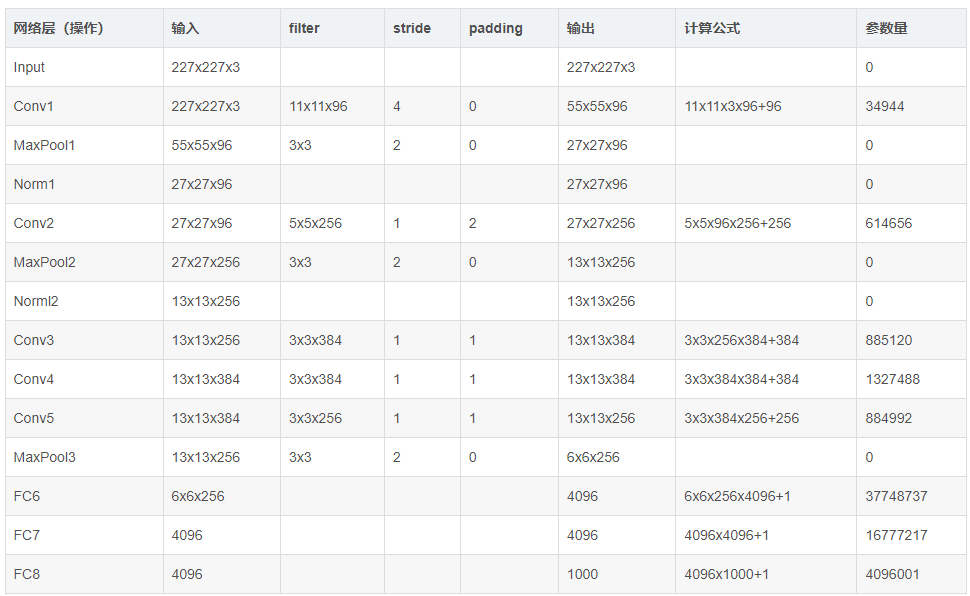 网络层（操作） 输入 filter stride padding 输出 计算公式 参数量
Input 227x227x3 227x227x3 0
Conv1 227x227x3 11x11x96 4 0 55x55x96 11x11x3x96+96 34944
MaxPool1 55x55x96 3x3 2 0 27x27x96 0
Norm1 27x27x96 27x27x96 0
Conv2 27x27x96 5x5x256 1 2 27x27x256 5x5x96x256+256 614656
MaxPool2 27x27x256 3x3 2 0 13x13x256 0
Norml2 13x13x256 13x13x256 0
Conv3 13x13x256 3x3x384 1 1 13x13x384 3x3x256x384+384 885120
Conv4 13x13x384 3x3x384 1 1 13x13x384 3x3x384x384+384 1327488
Conv5 13x13x384 3x3x256 1 1 13x13x256 3x3x384x256+256 884992
MaxPool3 13x13x256 3x3 2 0 6x6x256 0
FC6 6x6x256 4096 6x6x256x4096+1 37748737
FC7 4096 4096 4096x4096+1 16777217
FC8 4096 1000 4096x1000+1 4096001